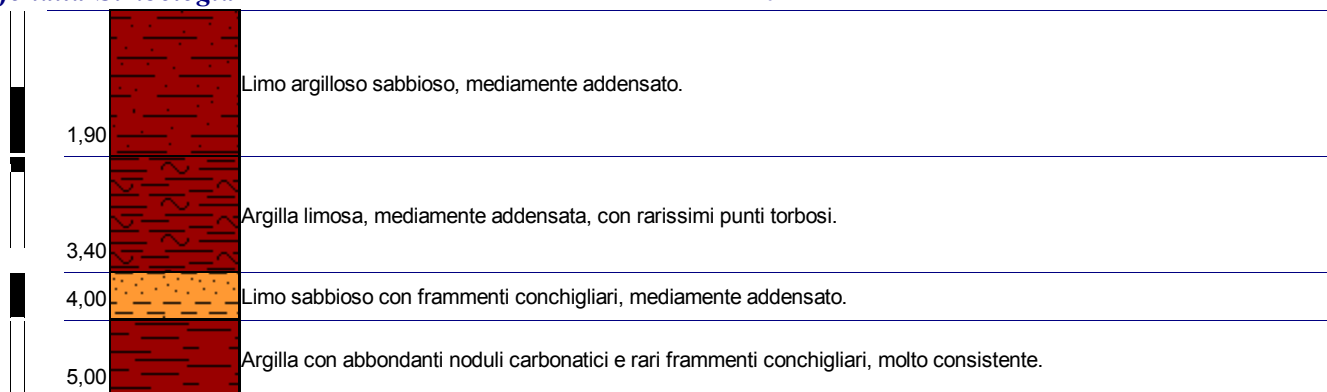 Limo argilloso sabbioso, mediamente addensato.
1,90
Argilla limosa, mediamente addensata, con rarissimi punti torbosi.
3,40
4,00 Limo sabbioso con frammenti conchigliari, mediamente addensato.
Argilla con abbondanti noduli carbonatici e rari frammenti conchigliari, molto consistente.
5,00